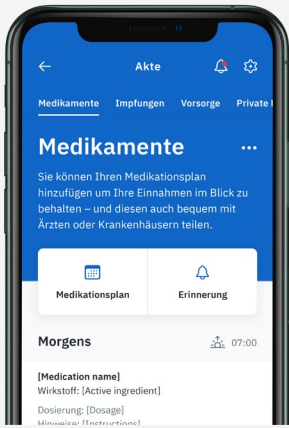 Akte
Medikamente Impfungen Vorsorge Private
Medikamente
Sie können Ihren Medikationsplan
hinzufügen um Ihre Einnahmen im Blick zu
behalten – und diesen auch bequem mit
Ärzten oder Krankenhäusern teilen.
Medikationsplan Erinnerung
Morgens 07:00
[Medication name]
Wirkstoff: [Active ingredient]
Dosierung: [Dosage]
Hinweise: [Instructions]